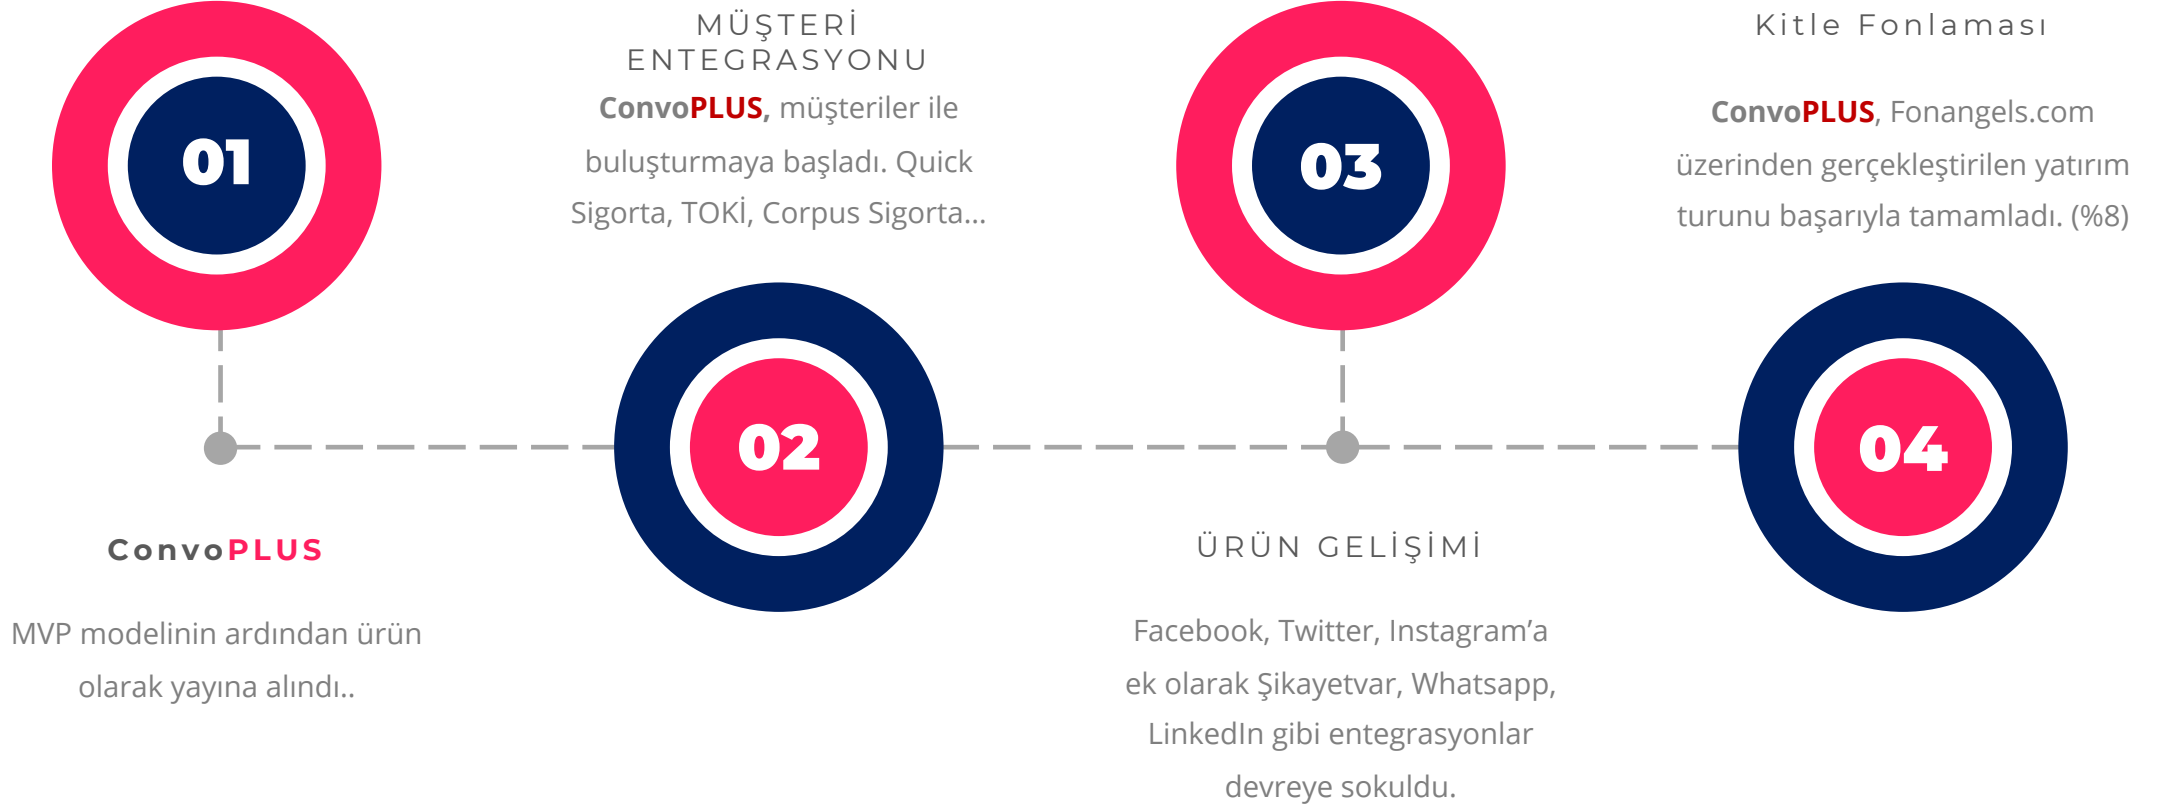 01
ConvoPLUS
MVP modelinin ardından ürün
olarak yayına alındı..
MÜŞTERİ
ENTEGRASYONU
ConvoPLUS, müşteriler ile
buluşturmaya başladı. Quick
Sigorta, TOKİ, Corpus Sigorta...
02
03
ÜRÜN GELİŞİMİ
Facebook, Twitter, Instagram’a
ek olarak Şikayetvar, Whatsapp,
LinkedIn gibi entegrasyonlar
devreye sokuldu.
Kitle Fonlaması
ConvoPLUS, Fonangels.com
üzerinden gerçekleştirilen yatırım
turunu başarıyla tamamladı. (%8)
04